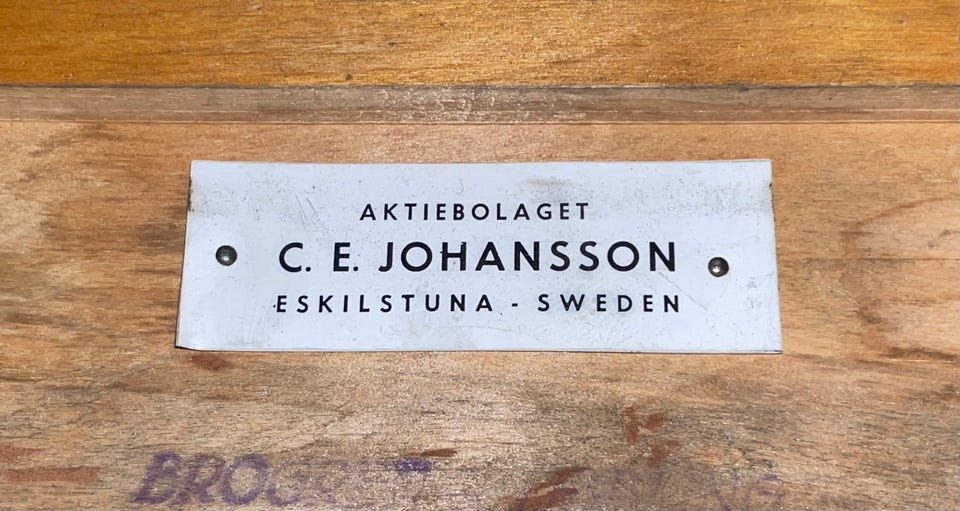 AKTIEBOLAGET
C. E. JOHANSSON
ESKILSTUNA - SWEDEN